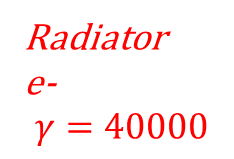 Radiator
e-
γ = 40000